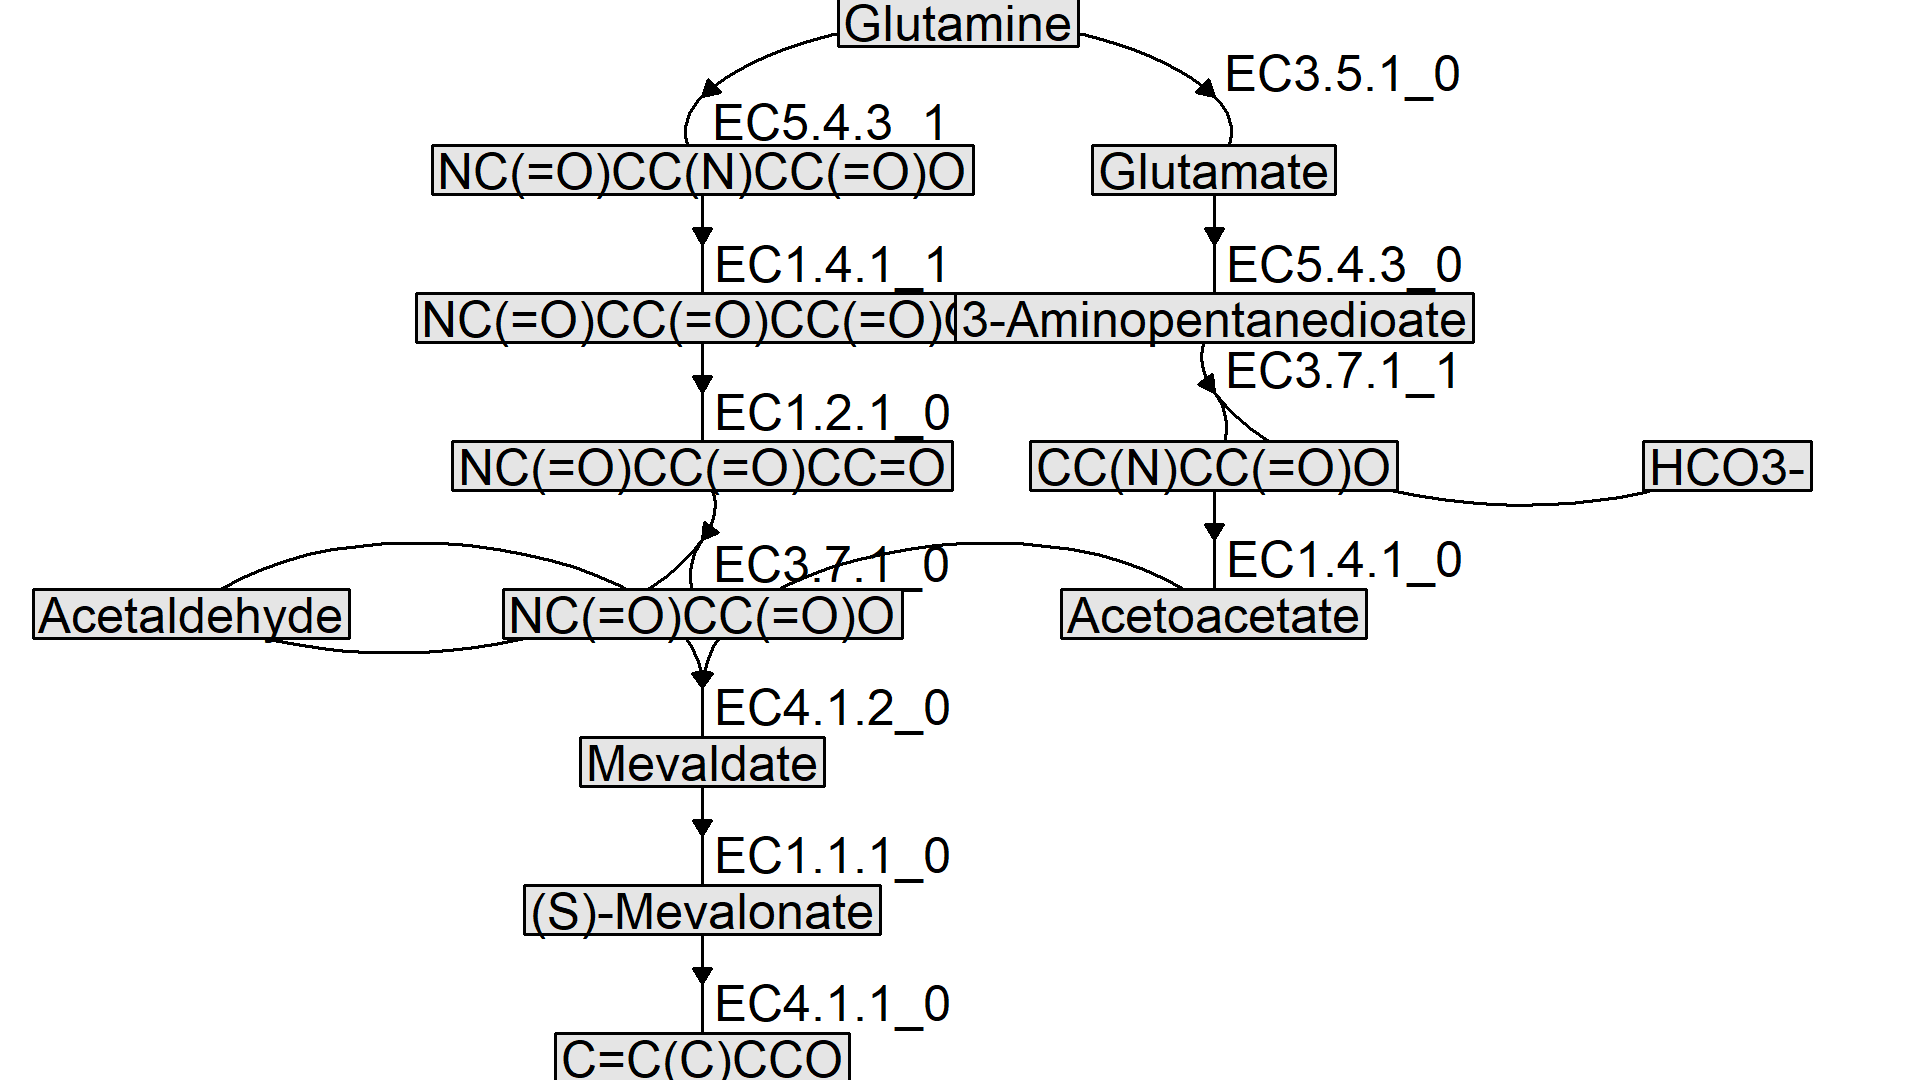 Glutamine
EC3.5.1_0
EC5.4.3_1
NC(=O)CC(N)CC(=O)O
Glutamate
EC1.4.1_1
EC5.4.3_0
NC(=O)CC(=O)CC(=O)
3-Aminopentanedioate
EC3.7.1_1
EC1.2.1_0
NC(=O)CC(=O)CC=O
CC(N)CC(=O)O
HCO3-
EC3.7.1_0
EC1.4.1_0
Acetaldehyde
NC(=O)CC(=O)O
Acetoacetate
EC4.1.2_0
Mevaldate
EC1.1.1_0
(S)-Mevalonate
EC4.1.1_0
C=C(C)CCO